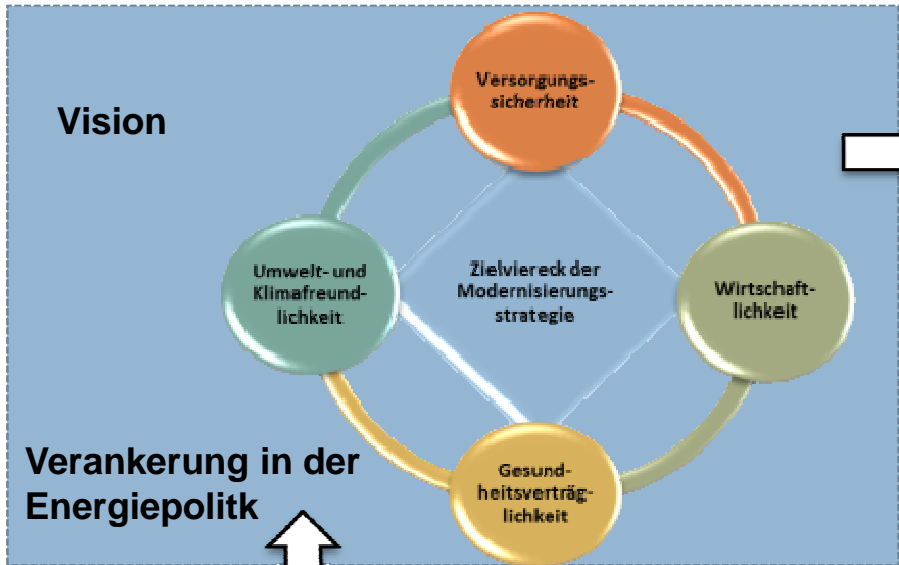 Vision
Versorgungs-
sicherheit
Umwelt- und
Klimafreund-
lichkeit
Zielviereck der
Modernisierungs-
strategie
Wirtschaft-
lichkeit
Verankerung in der
Energiepolitk
Gesund-
heitsverträg-
lichkeit